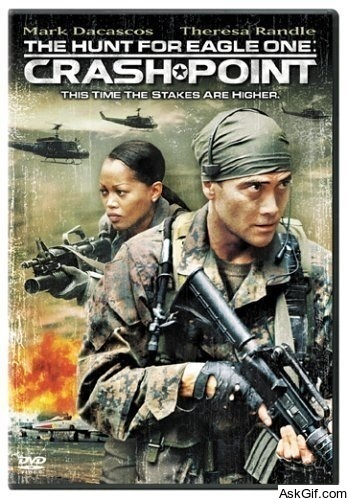 Mark Dacascos Theresa Randle
THE HUNT FOR EAGLE ONE:
CRASH POINT
THIS TIME THE STAKES ARE HIGHER.
DVD
AskGif.com